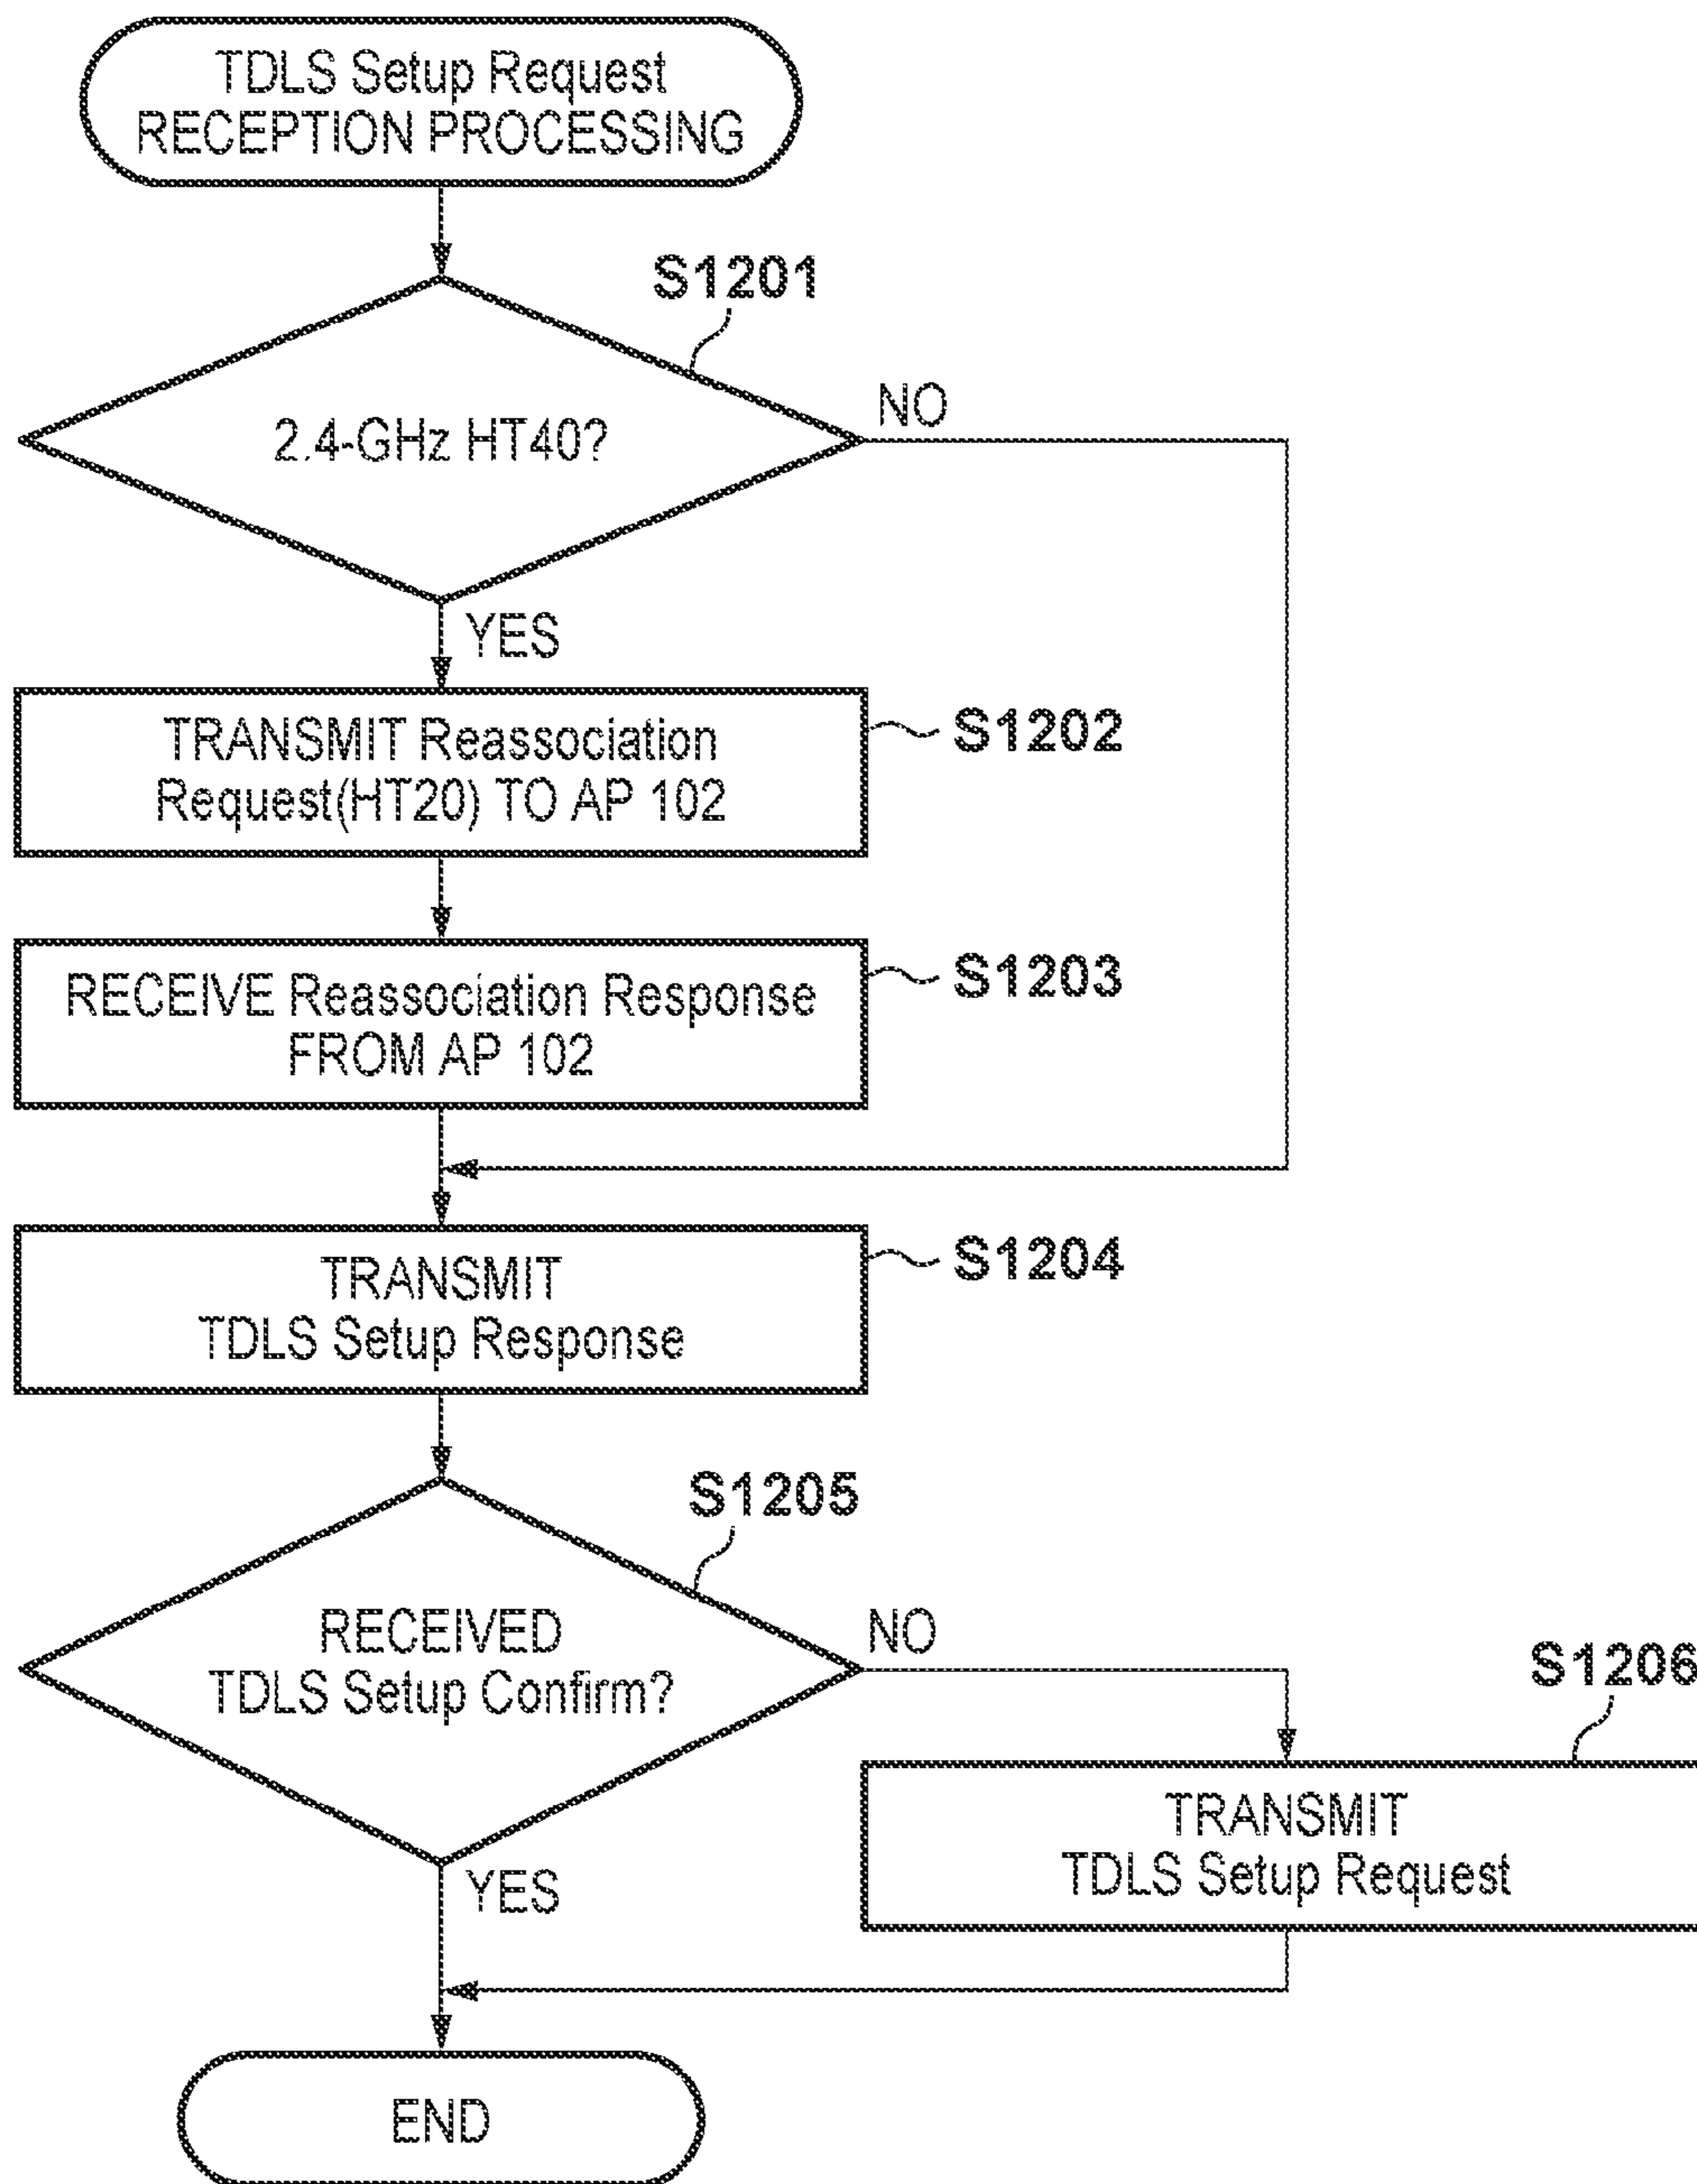 TDLS Setup Request
RECEPTION PROCESSING
S1201
2.4-GHz HT40?
NO
YES
TRANSMIT Reassociation
Request(HT20) TO AP 102
S1202
RECEIVE Reassociation Response
FROM AP 102
S1203
TRANSMIT
TDLS Setup Response
S1204
S1205
RECEIVED
TDLS Setup Confirm?
NO
YES
S1206
TRANSMIT
TDLS Setup Request
END